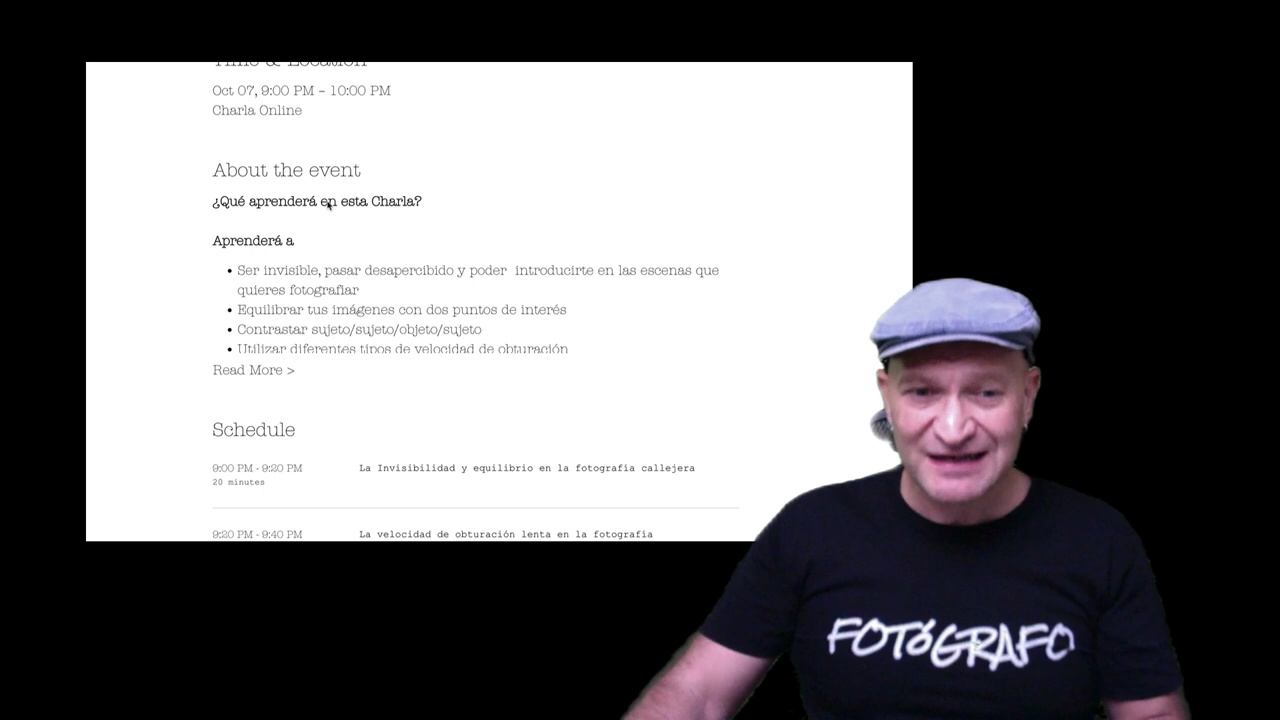 Time & Location
Oct 07, 9:00 PM – 10:00 PM
Charla Online
About the event
¿Qué aprenderá en esta Charla?
Aprenderá a
• Ser invisible, pasar desapercibido y poder introducirte en las escenas que
quieres fotografiar
• Equilibrar tus imágenes con dos puntos de interés
• Contrastar sujeto/sujeto/objeto/sujeto
• Utilizar diferentes tipos de velocidad de obturación
Read More >
Schedule
9:00 PM - 9:20 PM La Invisibilidad y equilibrio en la fotografía callejera
20 minutes
9:20 PM - 9:40 PM La velocidad de obturación lenta en la fotografía
FOTÓGRAFO